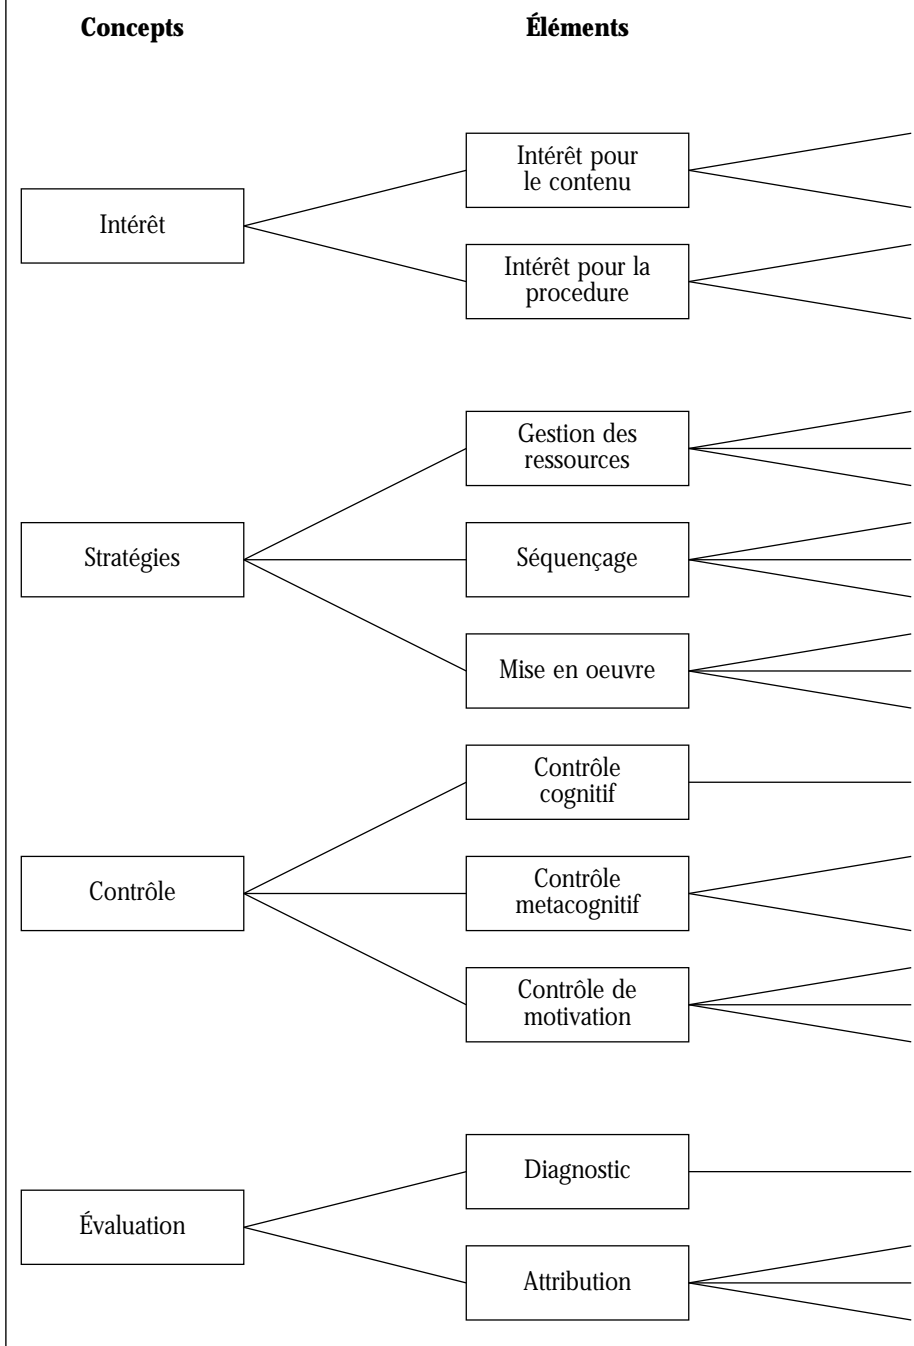 Concepts
Éléments
Intérêt
Intérêt pour
le contenu
Intérêt pour la
procedure
Stratégies
Gestion des
ressources
Séquençage
Mise en oeuvre
Contrôle
Contrôle
cognitif
Contrôle
metacognitif
Contrôle de
motivation
Évaluation
Diagnostic
Attribution